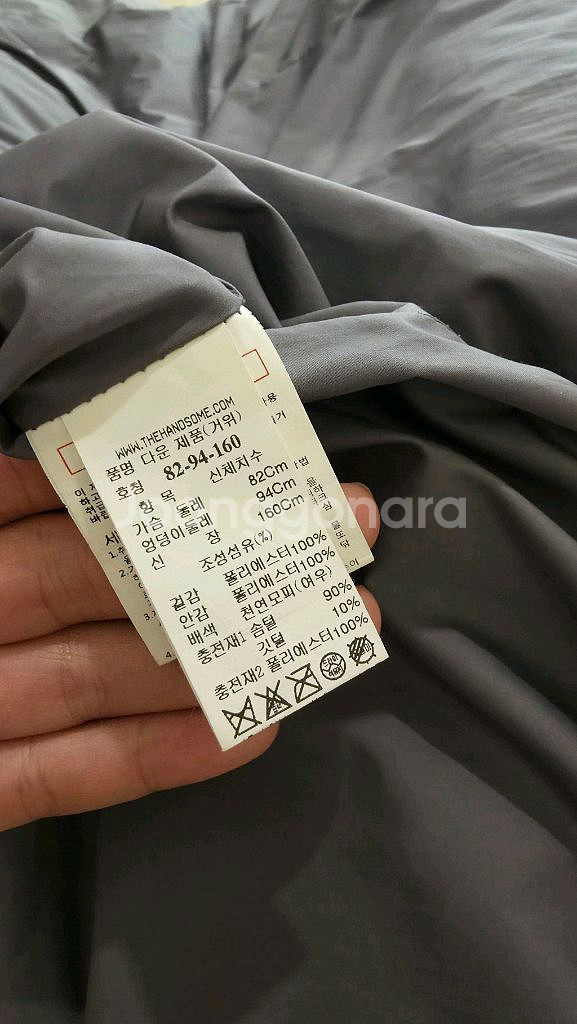 WWW.THEHANDSOME.COM
품명 다운 제품(거위)
호칭 82-94-160
항 목 신체치수
가슴 둘레 82Cm
엉덩이둘레 94Cm
신 장 160Cm
조성섬유(%)
겉감 폴리에스터100%
안감 폴리에스터100%
배색 천연모피(여우)
충전재1 솜털 90%
깃털 10%
충전재2 폴리에스터100%